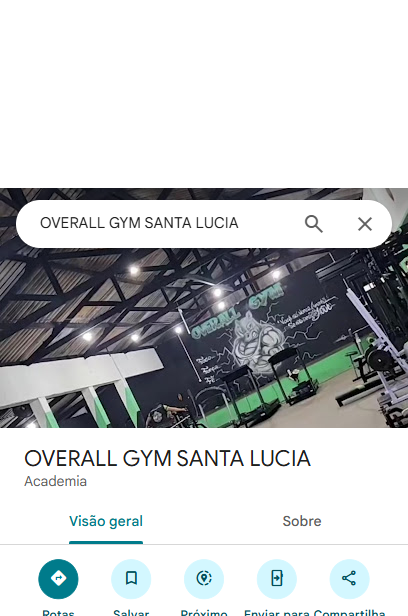 OVERALL GYM SANTA LUCIA
OVERALL GYM
OVERALL GYM SANTA LUCIA
Academia
Visão geral
Sobre
Rotas Salvar Próximo Enviar para Compartilha